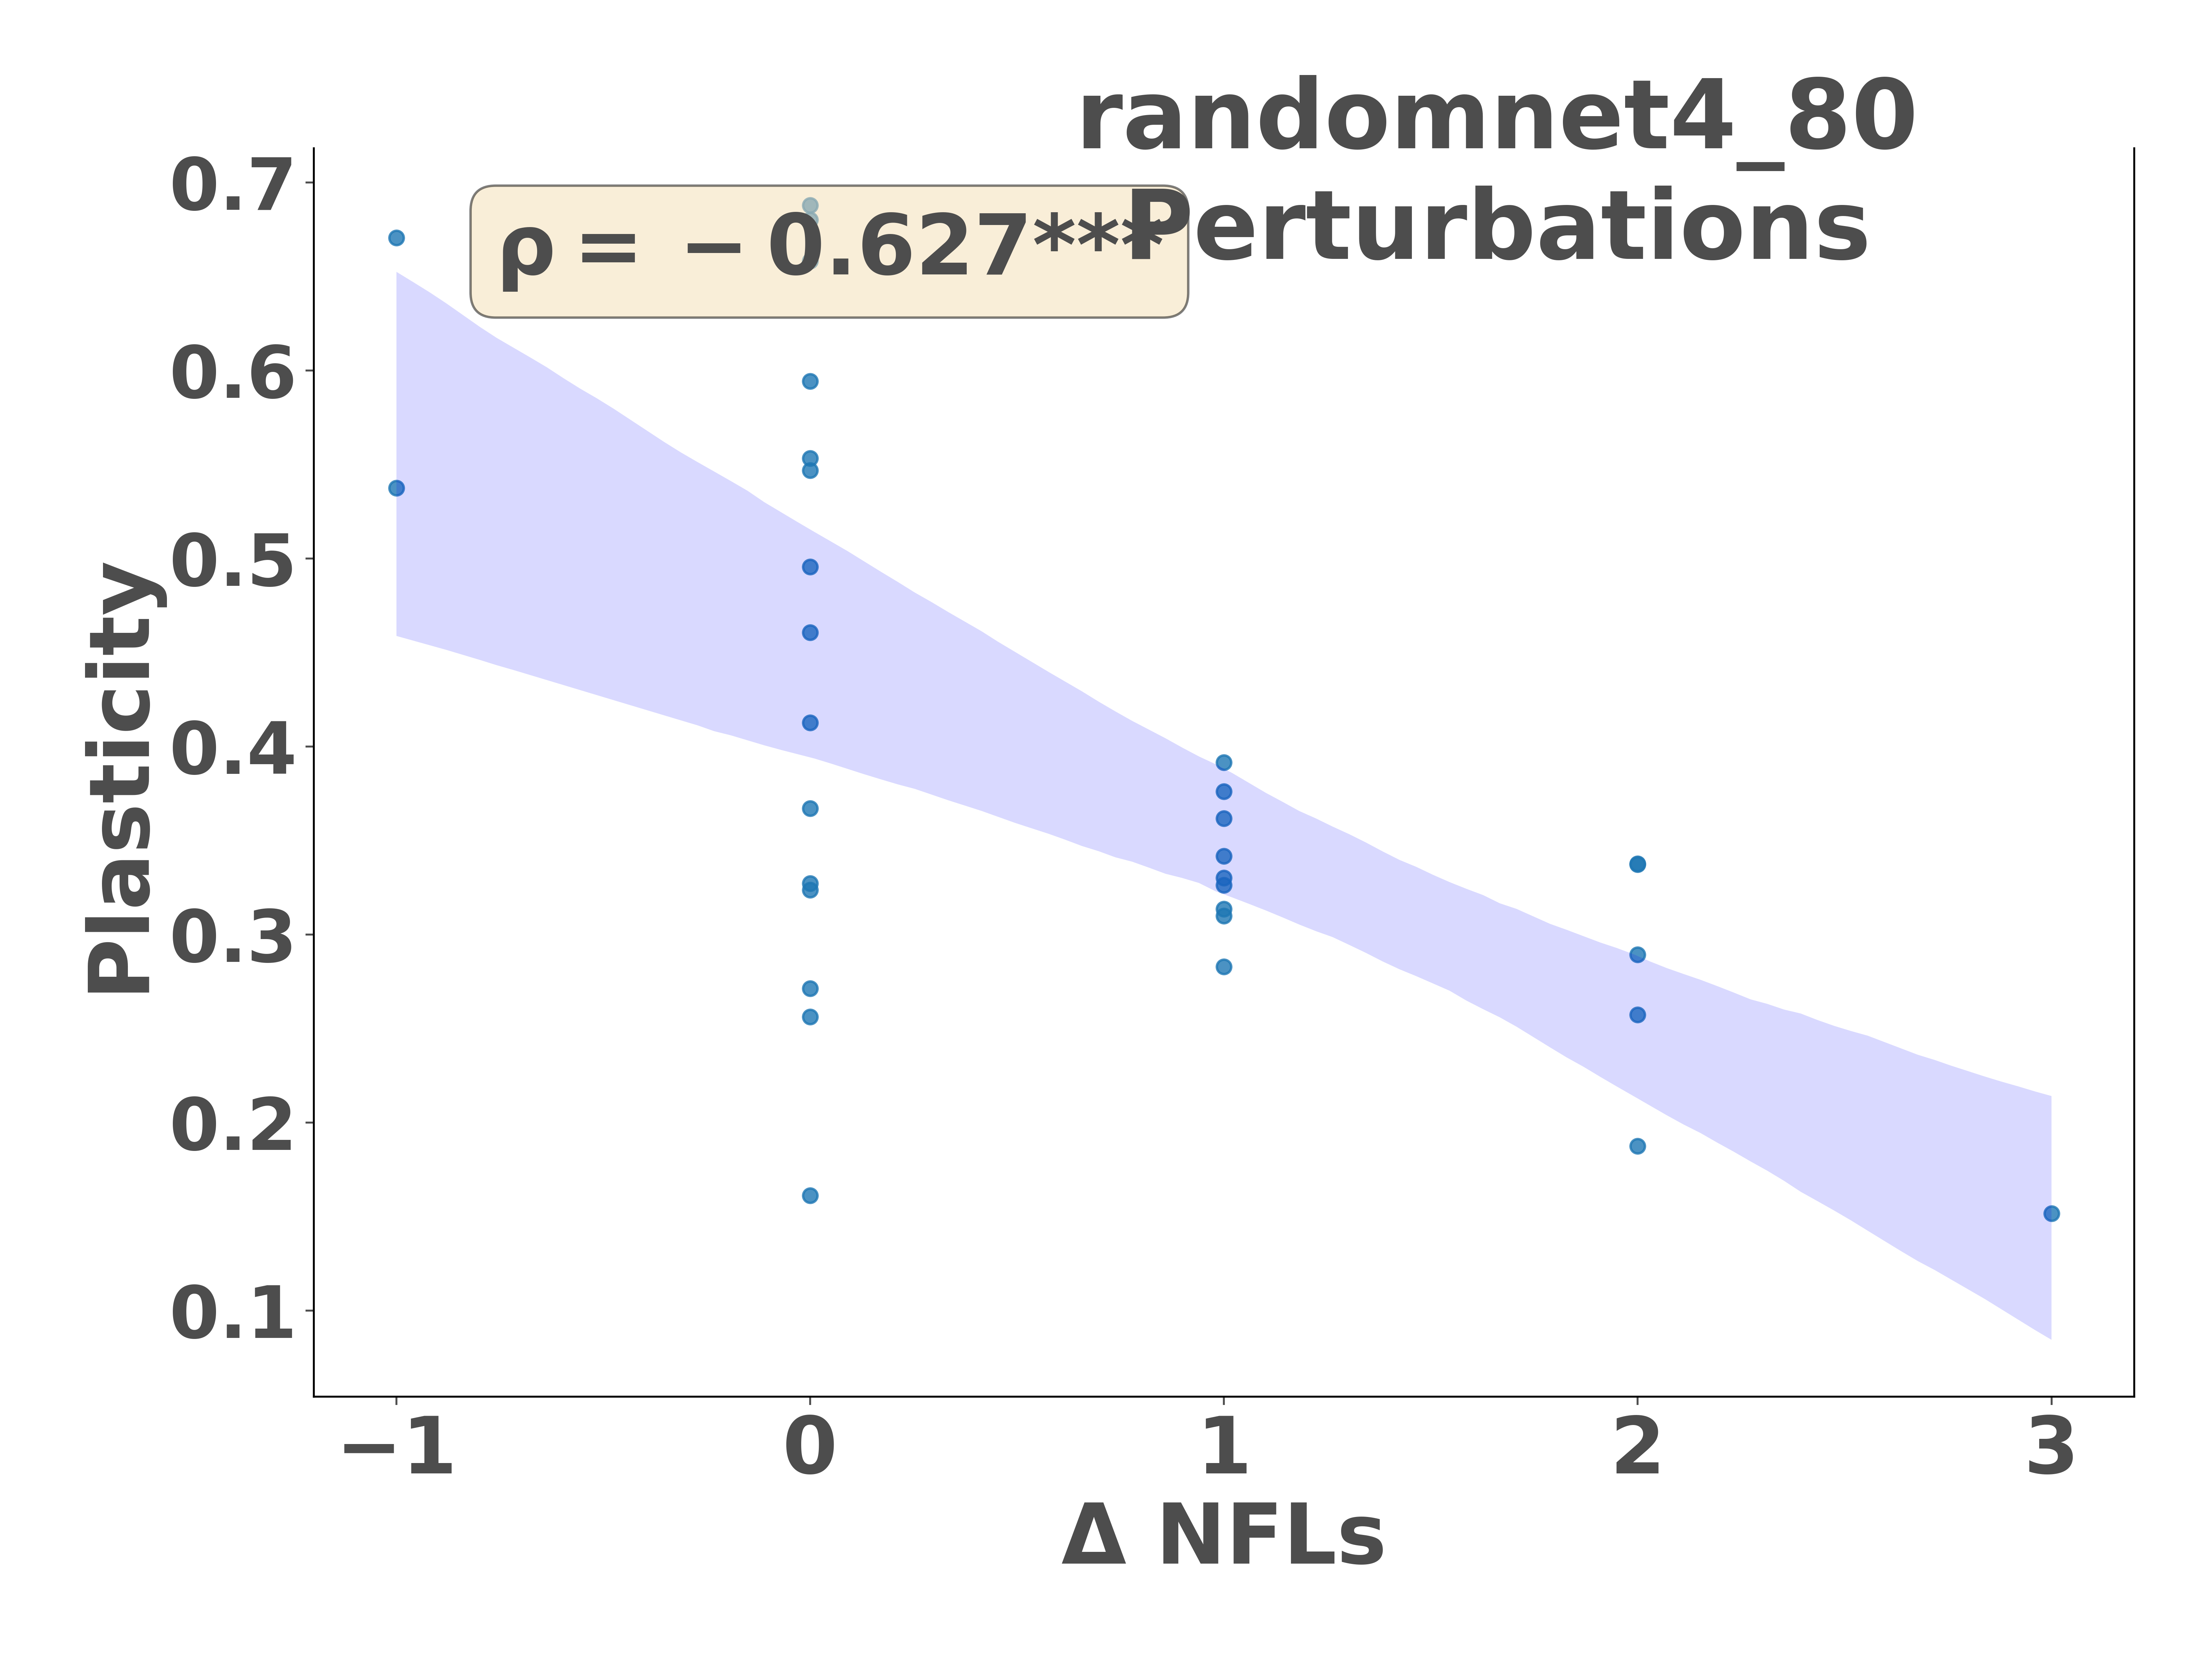 randomnet4_80
Perturbations
ρ = − 0.627***
0.7
0.6
0.5
0.4
0.3
0.2
0.1
Plasticity
−1 0 1 2 3
Δ NFLs